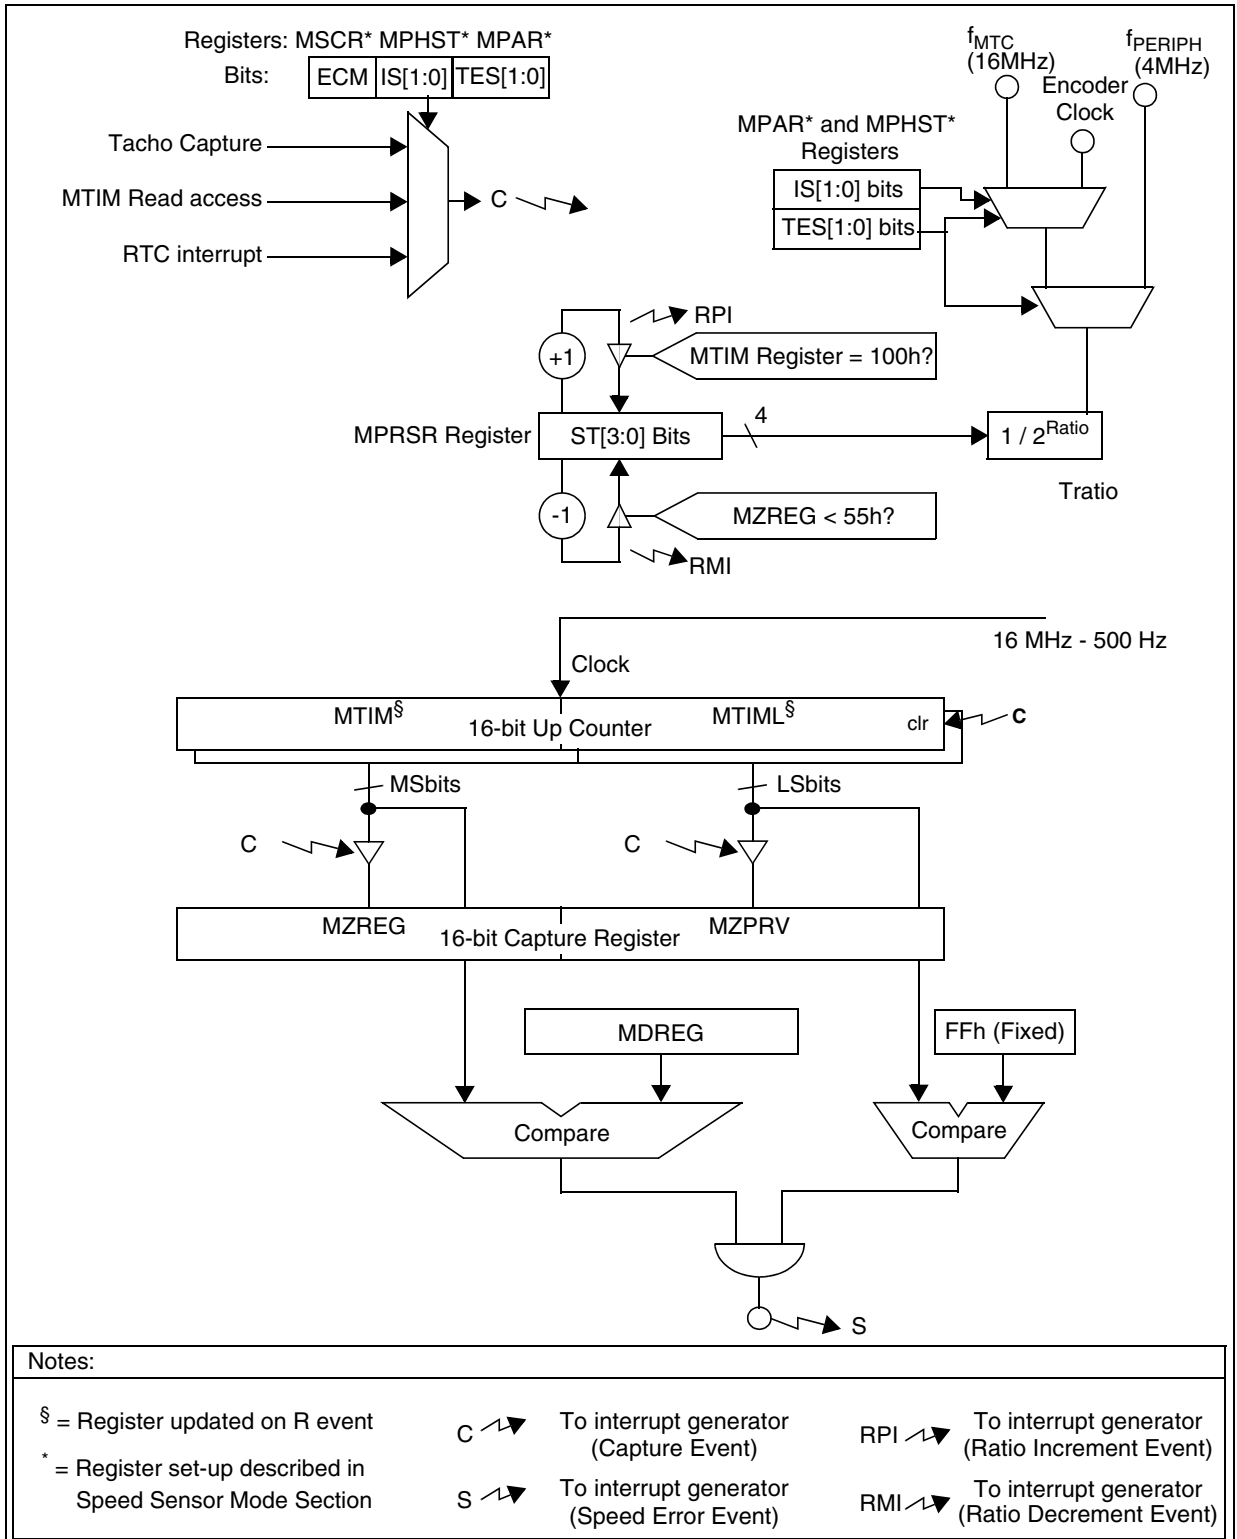 Registers: MSCR* MPHST* MPAR*
Bits: ECM IS[1:0] TES[1:0]
Tacho Capture
MTIM Read access
RTC interrupt
C
fMTC
(16MHz)
fPERIPH
(4MHz)
Encoder
Clock
MPAR* and MPHST*
Registers
IS[1:0] bits
TES[1:0] bits
RPI
+1
MTIM Register = 100h?
MPRSR Register
ST[3:0] Bits
4
1 / 2^Ratio
Tratio
-1
MZREG < 55h?
RMI
16 MHz - 500 Hz
Clock
MTIM§
MTIML§
16-bit Up Counter
clr
C
MSbits
LSbits
C
C
MZREG
MZPRV
16-bit Capture Register
MDREG
FFh (Fixed)
Compare
Compare
S
Notes:
§ = Register updated on R event
* = Register set-up described in
Speed Sensor Mode Section
C To interrupt generator
(Capture Event)
S To interrupt generator
(Speed Error Event)
RPI To interrupt generator
(Ratio Increment Event)
RMI To interrupt generator
(Ratio Decrement Event)